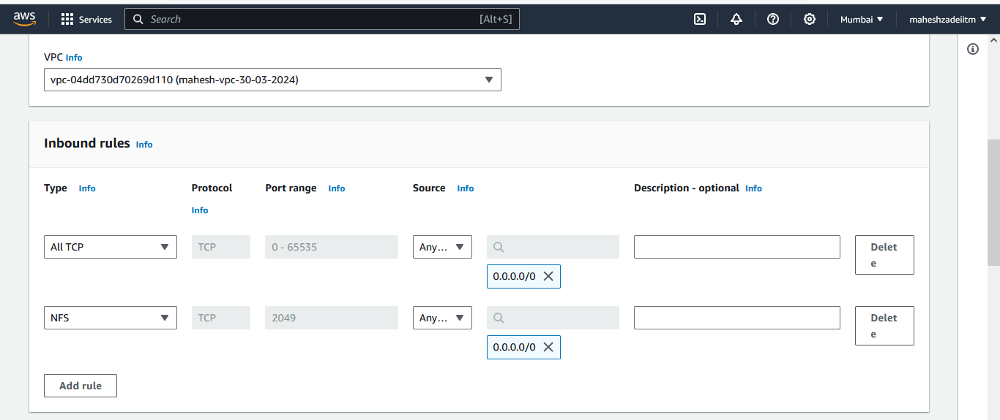 aws Services Search [Alt+S] Mumbai maheshzadeiitm
VPC Info
vpc-04dd730d70269d110 (mahesh-vpc-30-03-2024)
Inbound rules Info
Type Info Protocol Port range Info Source Info Description - optional Info
Info
All TCP TCP 0 - 65535 Any... Delet
e
0.0.0.0/0
NFS TCP 2049 Any... Delet
e
0.0.0.0/0
Add rule